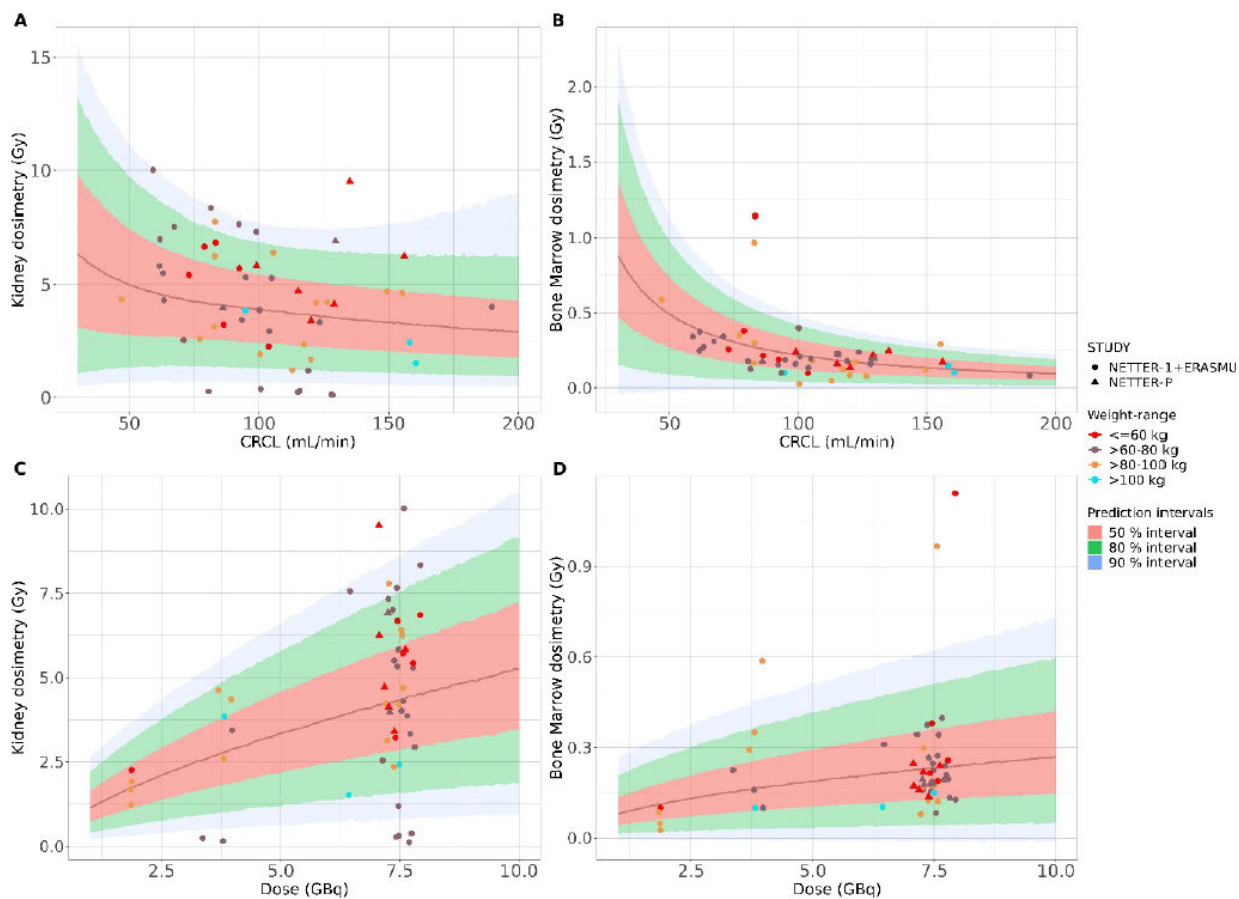 A
B
15
10
5
0
Kidney dosimetry (Gy)
50
100
150
200
CRCL (mL/min)
2.0
1.5
1.0
0.5
0.0
Bone Marrow dosimetry (Gy)
50
100
150
200
CRCL (mL/min)
STUDY
NETTER-1+ERASMU
NETTER-P
Weight-range
<=60 kg
>60-80 kg
>80-100 kg
>100 kg
Prediction intervals
50 % interval
80 % interval
90 % interval
C
D
10.0
7.5
5.0
2.5
0.0
Kidney dosimetry (Gy)
2.5
5.0
7.5
10.0
Dose (GBq)
0.9
0.6
0.3
0.0
Bone Marrow dosimetry (Gy)
2.5
5.0
7.5
10.0
Dose (GBq)